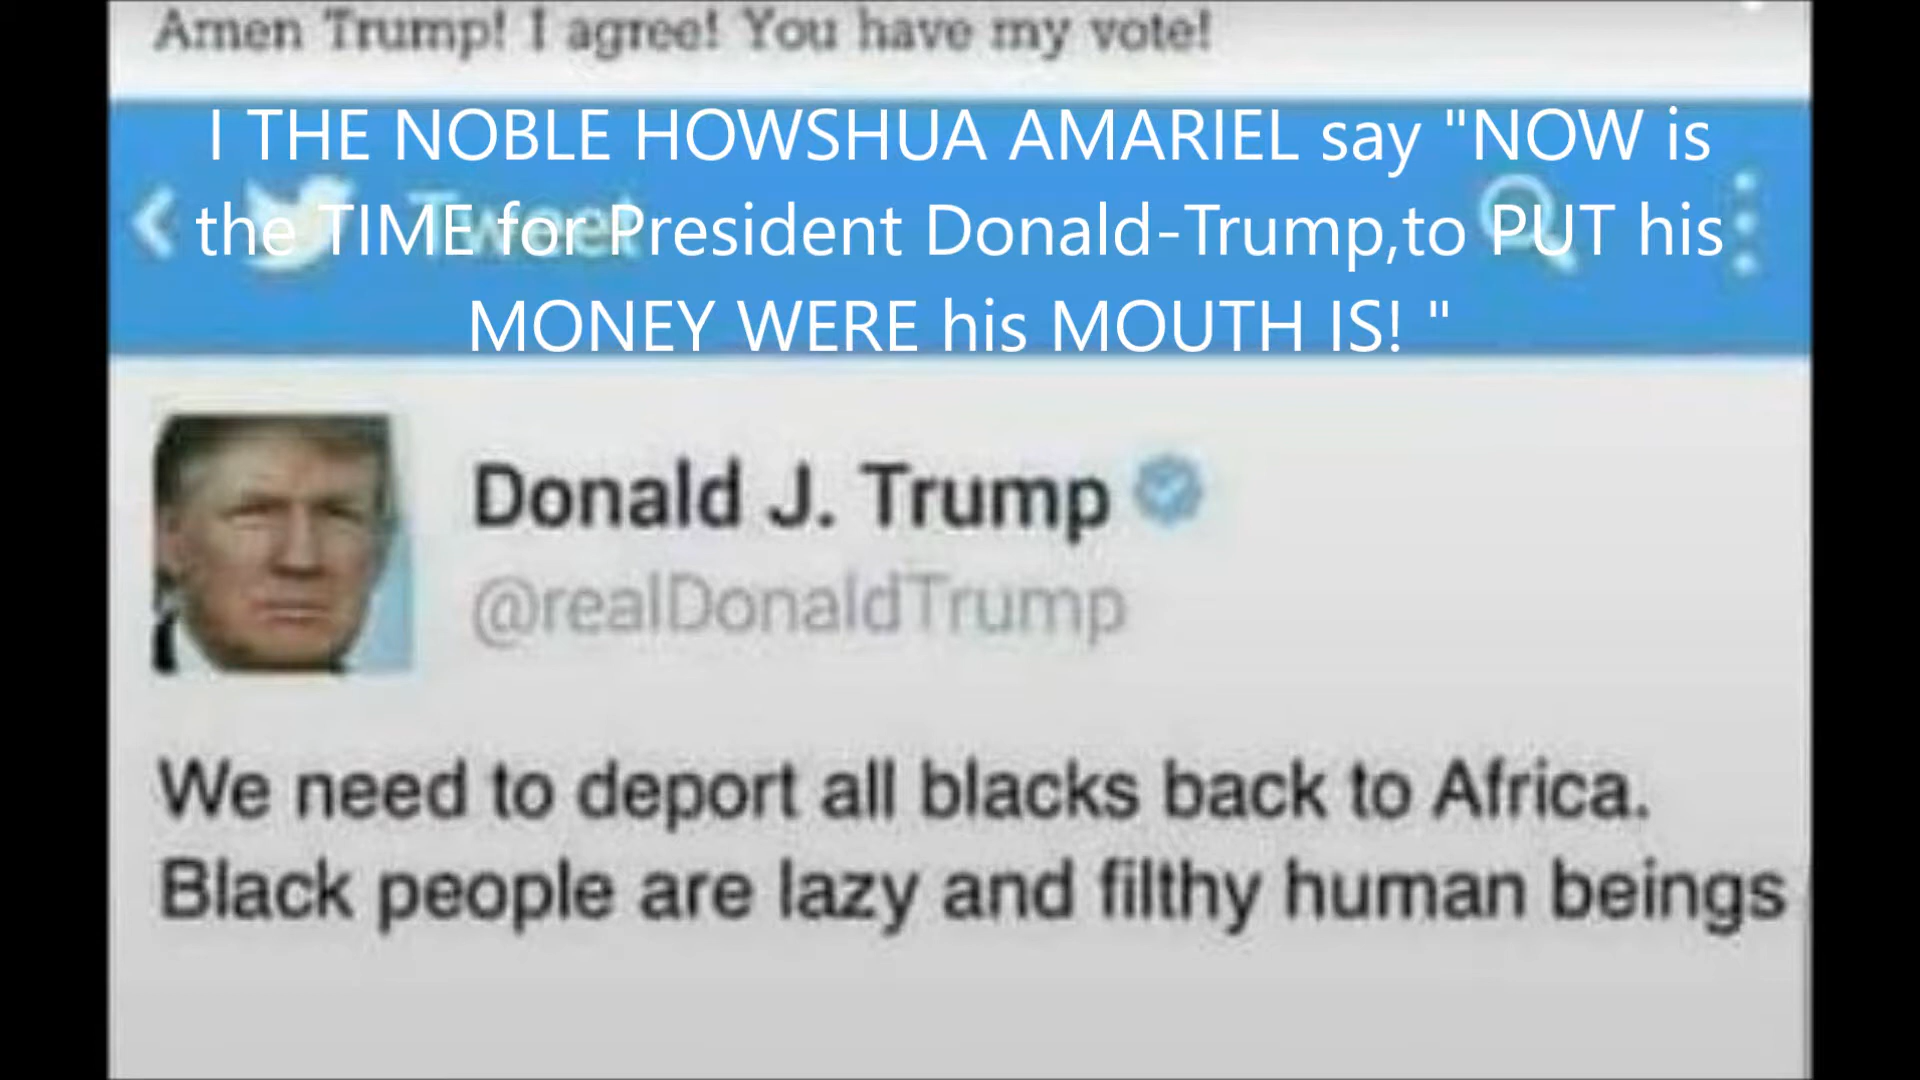 Amen Trump! I agree! You have my vote!
I THE NOBLE HOWSHUA AMARIEL say "NOW is
the TIME for President Donald-Trump,to PUT his
MONEY WERE his MOUTH IS! "
Tweet
Donald J. Trump
@realDonaldTrump
We need to deport all blacks back to Africa.
Black people are lazy and filthy human beings